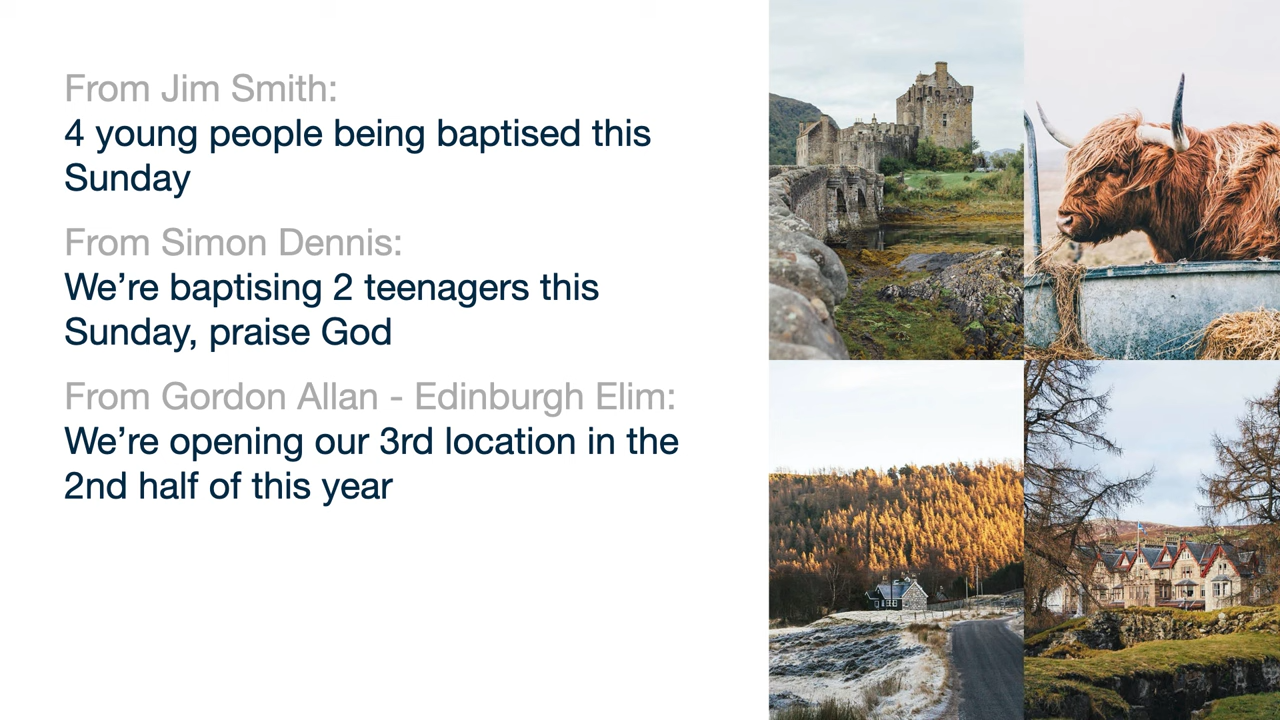 From Jim Smith:
4 young people being baptised this
Sunday
From Simon Dennis:
We’re baptising 2 teenagers this
Sunday, praise God
From Gordon Allan - Edinburgh Elim:
We’re opening our 3rd location in the
2nd half of this year